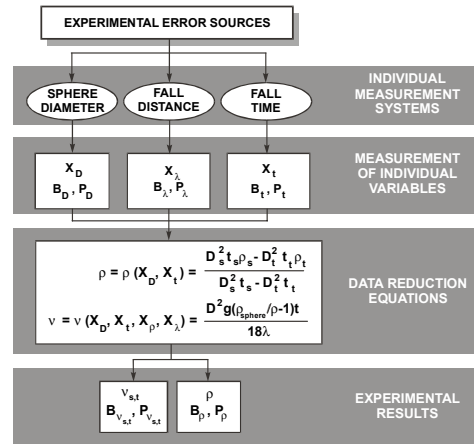 EXPERIMENTAL ERROR SOURCES
SPHERE
DIAMETER
FALL
DISTANCE
FALL
TIME
INDIVIDUAL
MEASUREMENT
SYSTEMS
X_D
B_D, P_D
X_λ
B_λ, P_λ
X_t
B_t, P_t
MEASUREMENT
OF INDIVIDUAL
VARIABLES
ρ = ρ (X_D, X_t) = (D_s^2 t_s ρ_s - D_t^2 t_t ρ_t) / (D_s^2 t_s - D_t^2 t_t)
ν = ν (X_D, X_t, X_ρ, X_λ) = D^2 g(ρ_sphere/ρ-1)t / 18λ
DATA REDUCTION
EQUATIONS
ν_s,t
B_ν_s,t, P_ν_s,t
ρ
B_ρ, P_ρ
EXPERIMENTAL
RESULTS